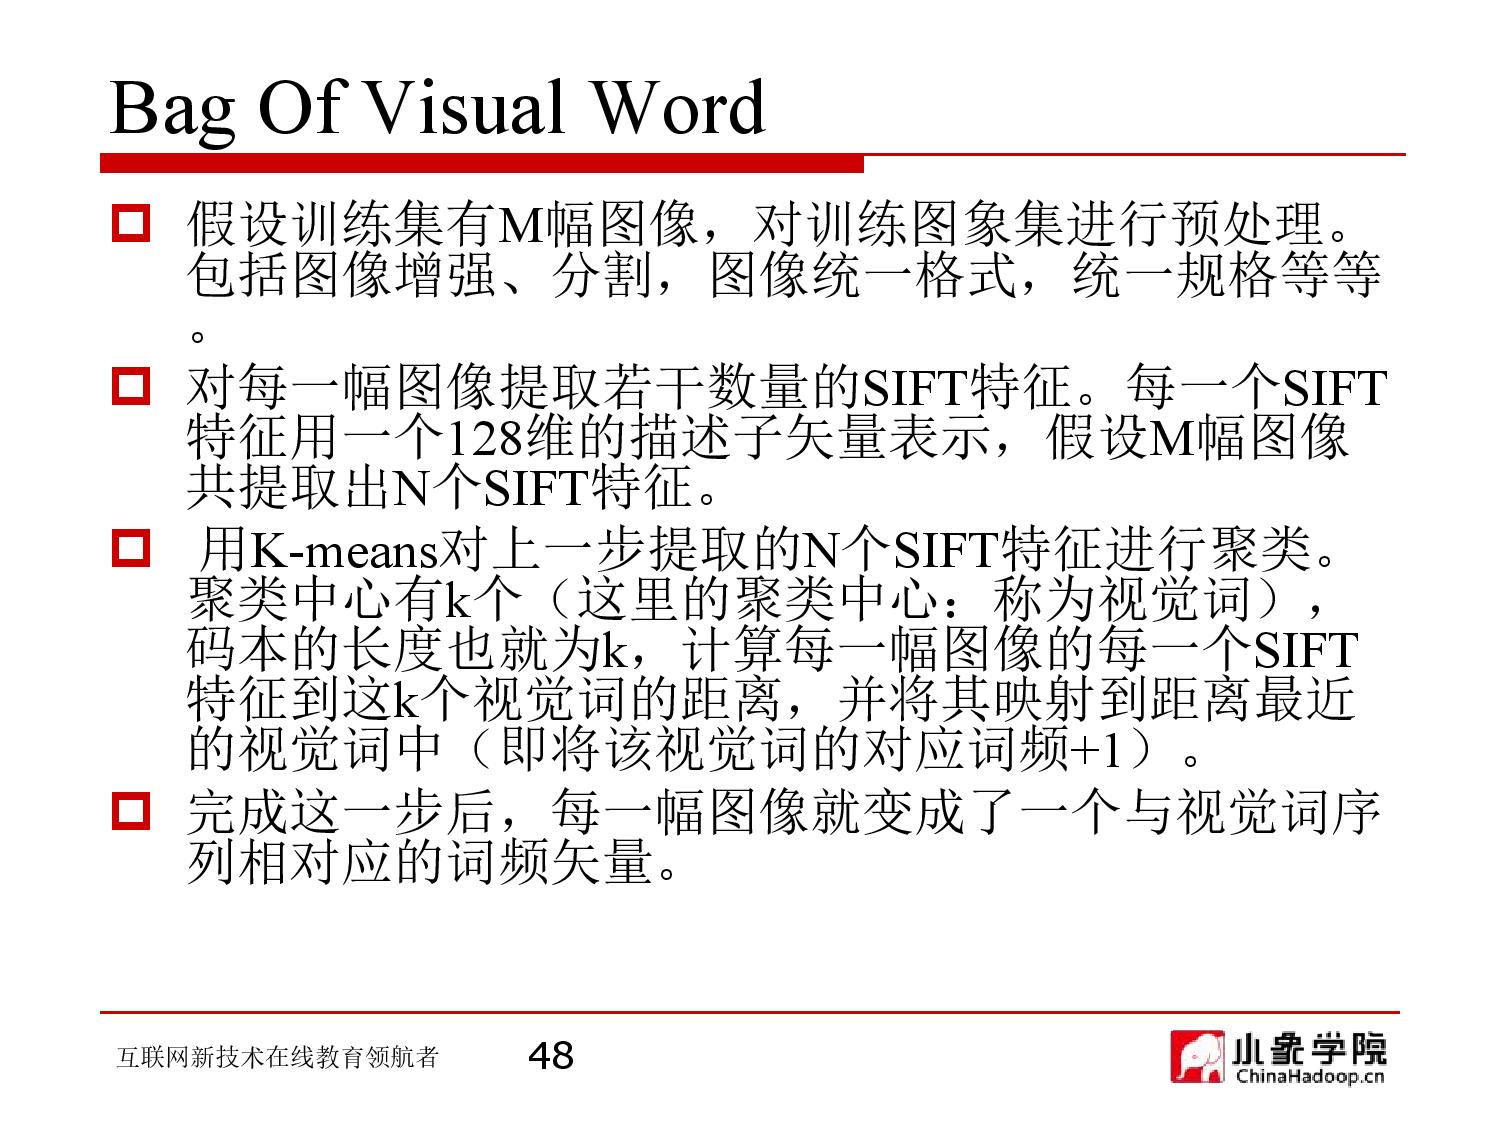 Bag Of Visual Word
假设训练集有M幅图像，对训练图象集进行预处理。
包括图像增强、分割，图像统一格式，统一规格等等
。
对每一幅图像提取若干数量的SIFT特征。每一个SIFT
特征用一个128维的描述子矢量表示，假设M幅图像
共提取出N个SIFT特征。
用K-means对上一步提取的N个SIFT特征进行聚类。
聚类中心有k个（这里的聚类中心：称为视觉词），
码本的长度也就为k，计算每一幅图像的每一个SIFT
特征到这k个视觉词的距离，并将其映射到距离最近
的视觉词中（即将该视觉词的对应词频+1）。
完成这一步后，每一幅图像就变成了一个与视觉词序
列相对应的词频矢量。
互联网新技术在线教育领航者
48
小象学院
ChinaHadoop.cn